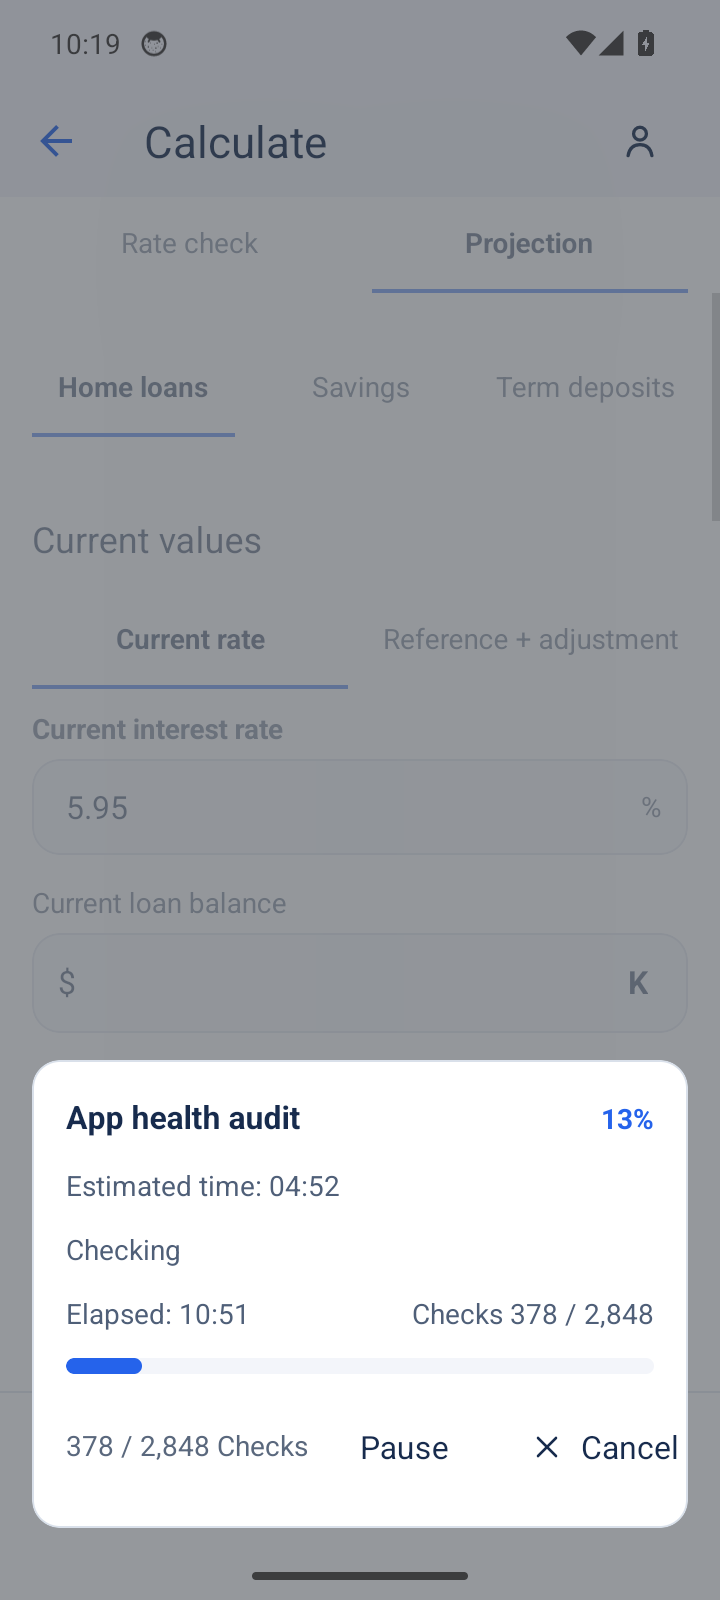 10:19
Calculate
Rate check Projection
Home loans Savings Term deposits
Current values
Current rate Reference + adjustment
Current interest rate
5.95 %
Current loan balance
$ K
App health audit 13%
Estimated time: 04:52
Checking
Elapsed: 10:51 Checks 378 / 2,848
378 / 2,848 Checks Pause Cancel